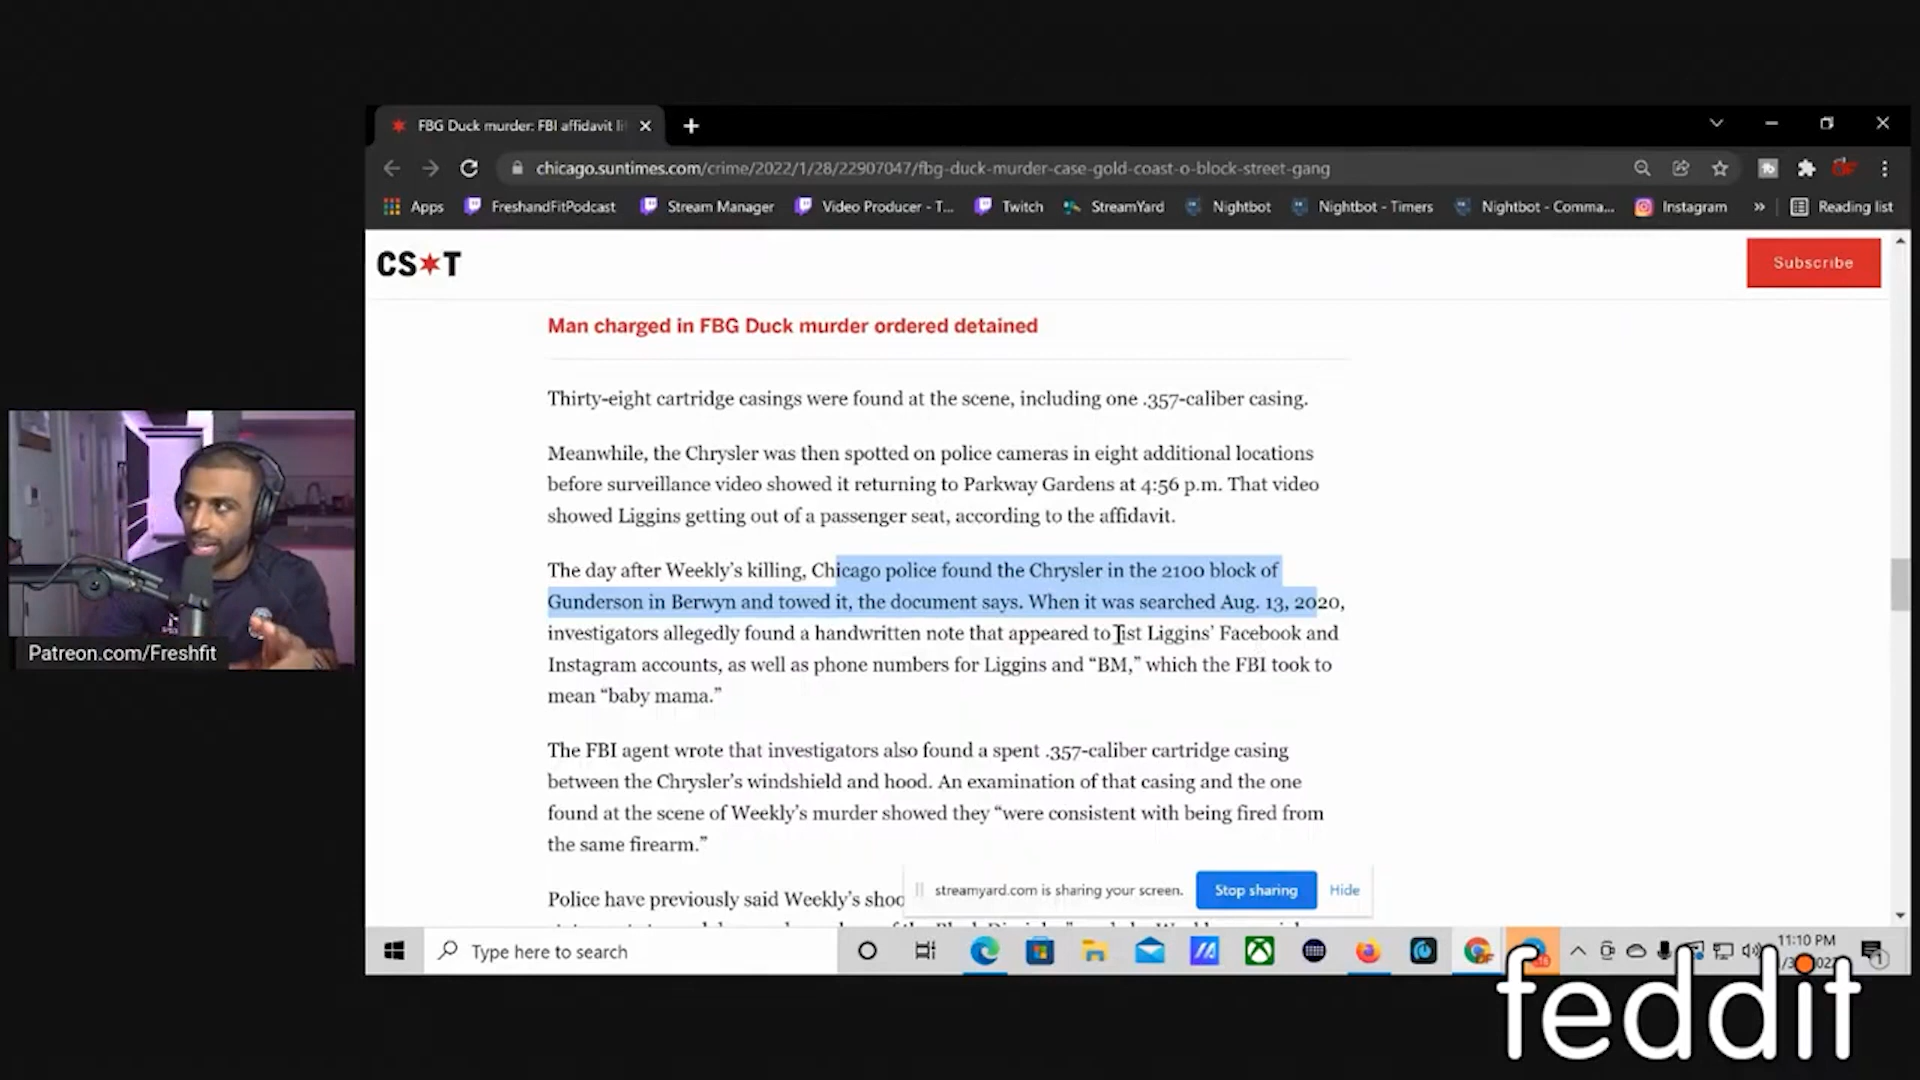 FBG Duck murder: FBI affidavit li
chicago.suntimes.com/crime/2022/1/28/22907047/fbg-duck-murder-case-gold-coast-o-block-street-gang
Apps FreshandFitPodcast Stream Manager Video Producer - T... Twitch StreamYard Nightbot Nightbot - Timers Nightbot - Comma... Instagram » Reading list
CS T
Subscribe
Man charged in FBG Duck murder ordered detained
Thirty-eight cartridge casings were found at the scene, including one .357-caliber casing.
Meanwhile, the Chrysler was then spotted on police cameras in eight additional locations
before surveillance video showed it returning to Parkway Gardens at 4:56 p.m. That video
showed Liggins getting out of a passenger seat, according to the affidavit.
The day after Weekly’s killing, Chicago police found the Chrysler in the 2100 block of
Gunderson in Berwyn and towed it, the document says. When it was searched Aug. 13, 2020,
investigators allegedly found a handwritten note that appeared to list Liggins’ Facebook and
Instagram accounts, as well as phone numbers for Liggins and “BM,” which the FBI took to
mean “baby mama.”
The FBI agent wrote that investigators also found a spent .357-caliber cartridge casing
between the Chrysler’s windshield and hood. An examination of that casing and the one
found at the scene of Weekly’s murder showed they “were consistent with being fired from
the same firearm.”
Police have previously said Weekly’s shoo
streamyard.com is sharing your screen. Stop sharing Hide
Patreon.com/Freshfit
Type here to search
11:10 PM
feddit